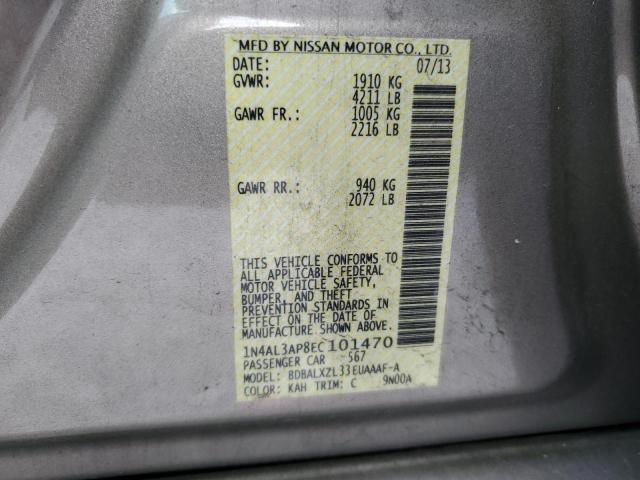 MFD BY NISSAN MOTOR CO., LTD.
DATE: 07/13
GVWR: 1910 KG
4211 LB
GAWR FR.: 1005 KG
2216 LB
GAWR RR.: 940 KG
2072 LB
THIS VEHICLE CONFORMS TO
ALL APPLICABLE FEDERAL
MOTOR VEHICLE SAFETY,
BUMPER, AND THEFT
PREVENTION STANDARDS IN
EFFECT ON THE DATE OF
MANUFACTURE SHOWN ABOVE.
1N4AL3AP8EC101470
PASSENGER CAR 567
MODEL: BDBALXZL33EUAAAF-A
COLOR: KAH TRIM: C 9N00A